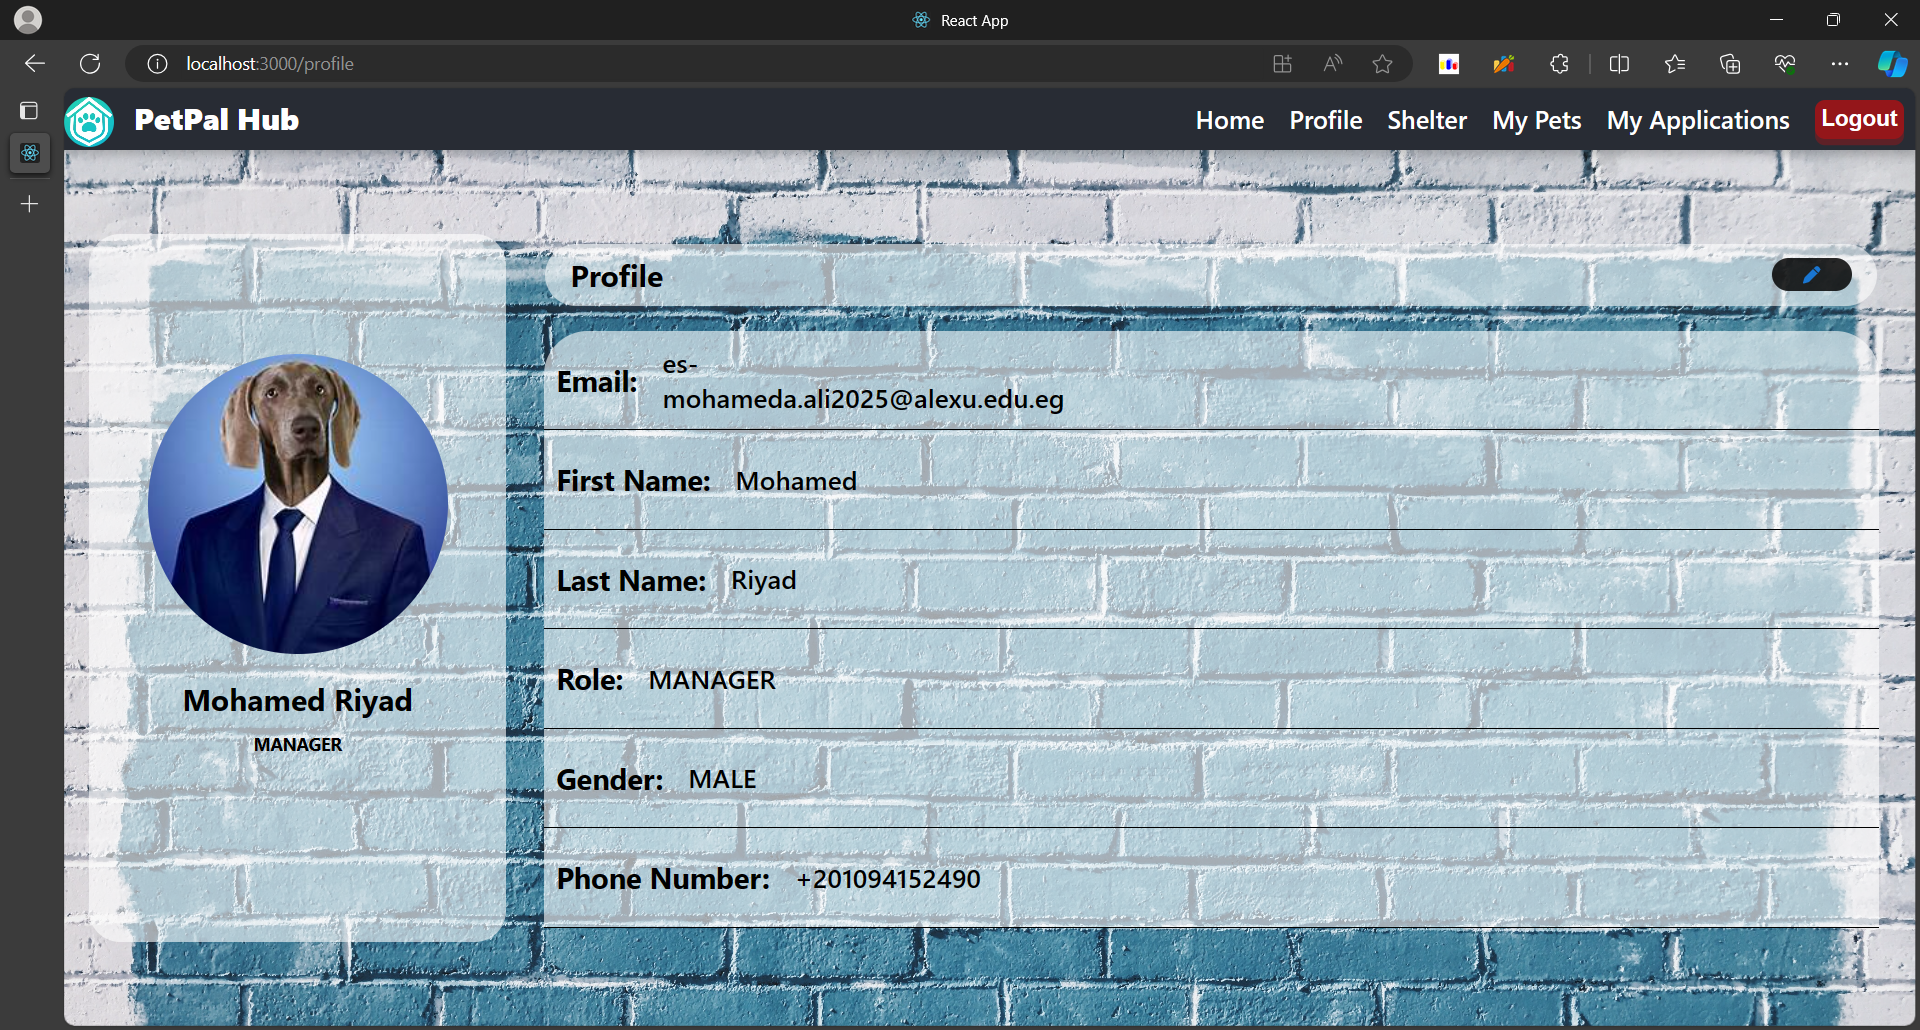 React App
localhost:3000/profile
PetPal Hub
Home Profile Shelter My Pets My Applications Logout
Profile
Email: es-
mohameda.ali2025@alexu.edu.eg
First Name: Mohamed
Last Name: Riyad
Role: MANAGER
Gender: MALE
Phone Number: +201094152490
Mohamed Riyad
MANAGER